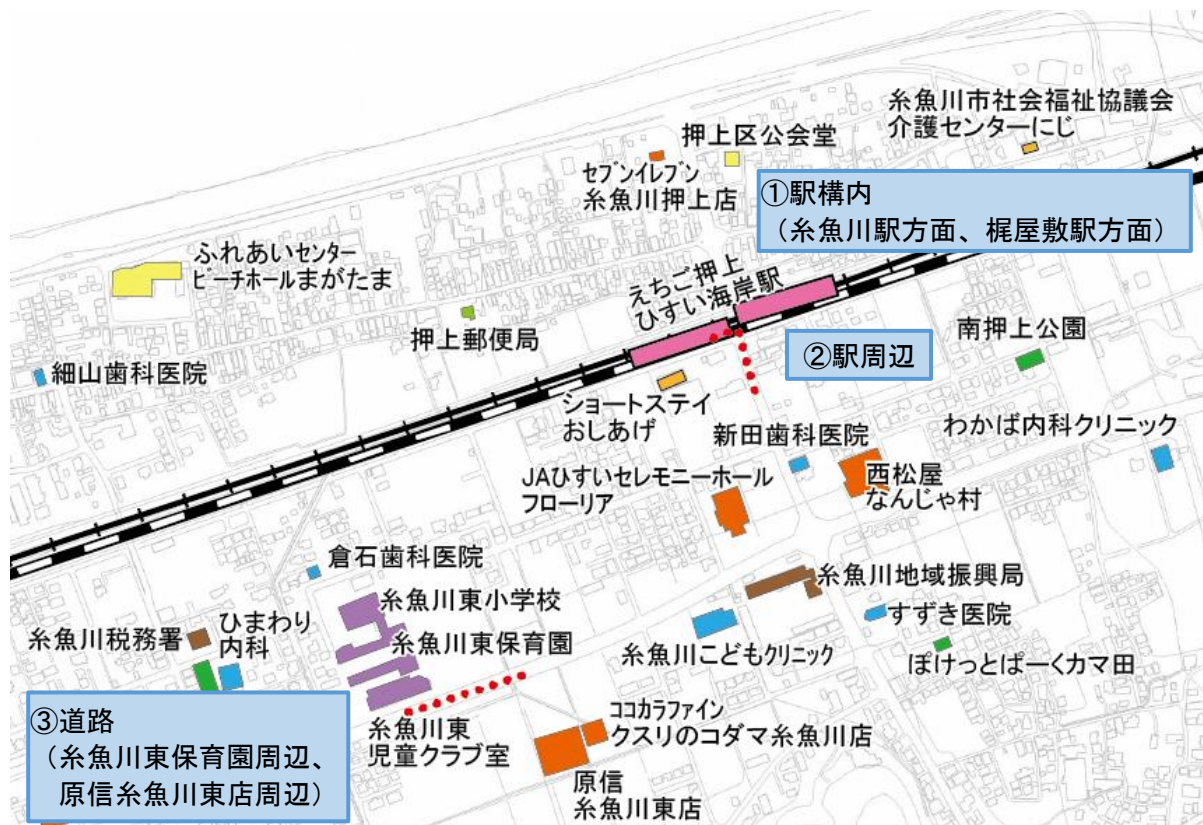 糸魚川市社会福祉協議会
介護センターにじ
押上区公会堂
セブンイレブン
糸魚川押上店
①駅構内
（糸魚川駅方面、梶屋敷駅方面）
ふれあいセンター
ビーチホールまがたま
えちご押上
ひすい海岸駅
押上郵便局
南押上公園
②駅周辺
細山歯科医院
ショートステイ
おしあげ
新田歯科医院
わかば内科クリニック
JAひすいセレモニーホール
フローリア
西松屋
なんじゃ村
倉石歯科医院
糸魚川地域振興局
糸魚川東小学校
すずき医院
糸魚川税務署
ひまわり
内科
糸魚川東保育園
糸魚川こどもクリニック
ぽけっとぱーくカマ田
③道路
（糸魚川東保育園周辺、
原信糸魚川東店周辺）
糸魚川東
児童クラブ室
ココカラファイン
クスリのコダマ糸魚川店
原信
糸魚川東店